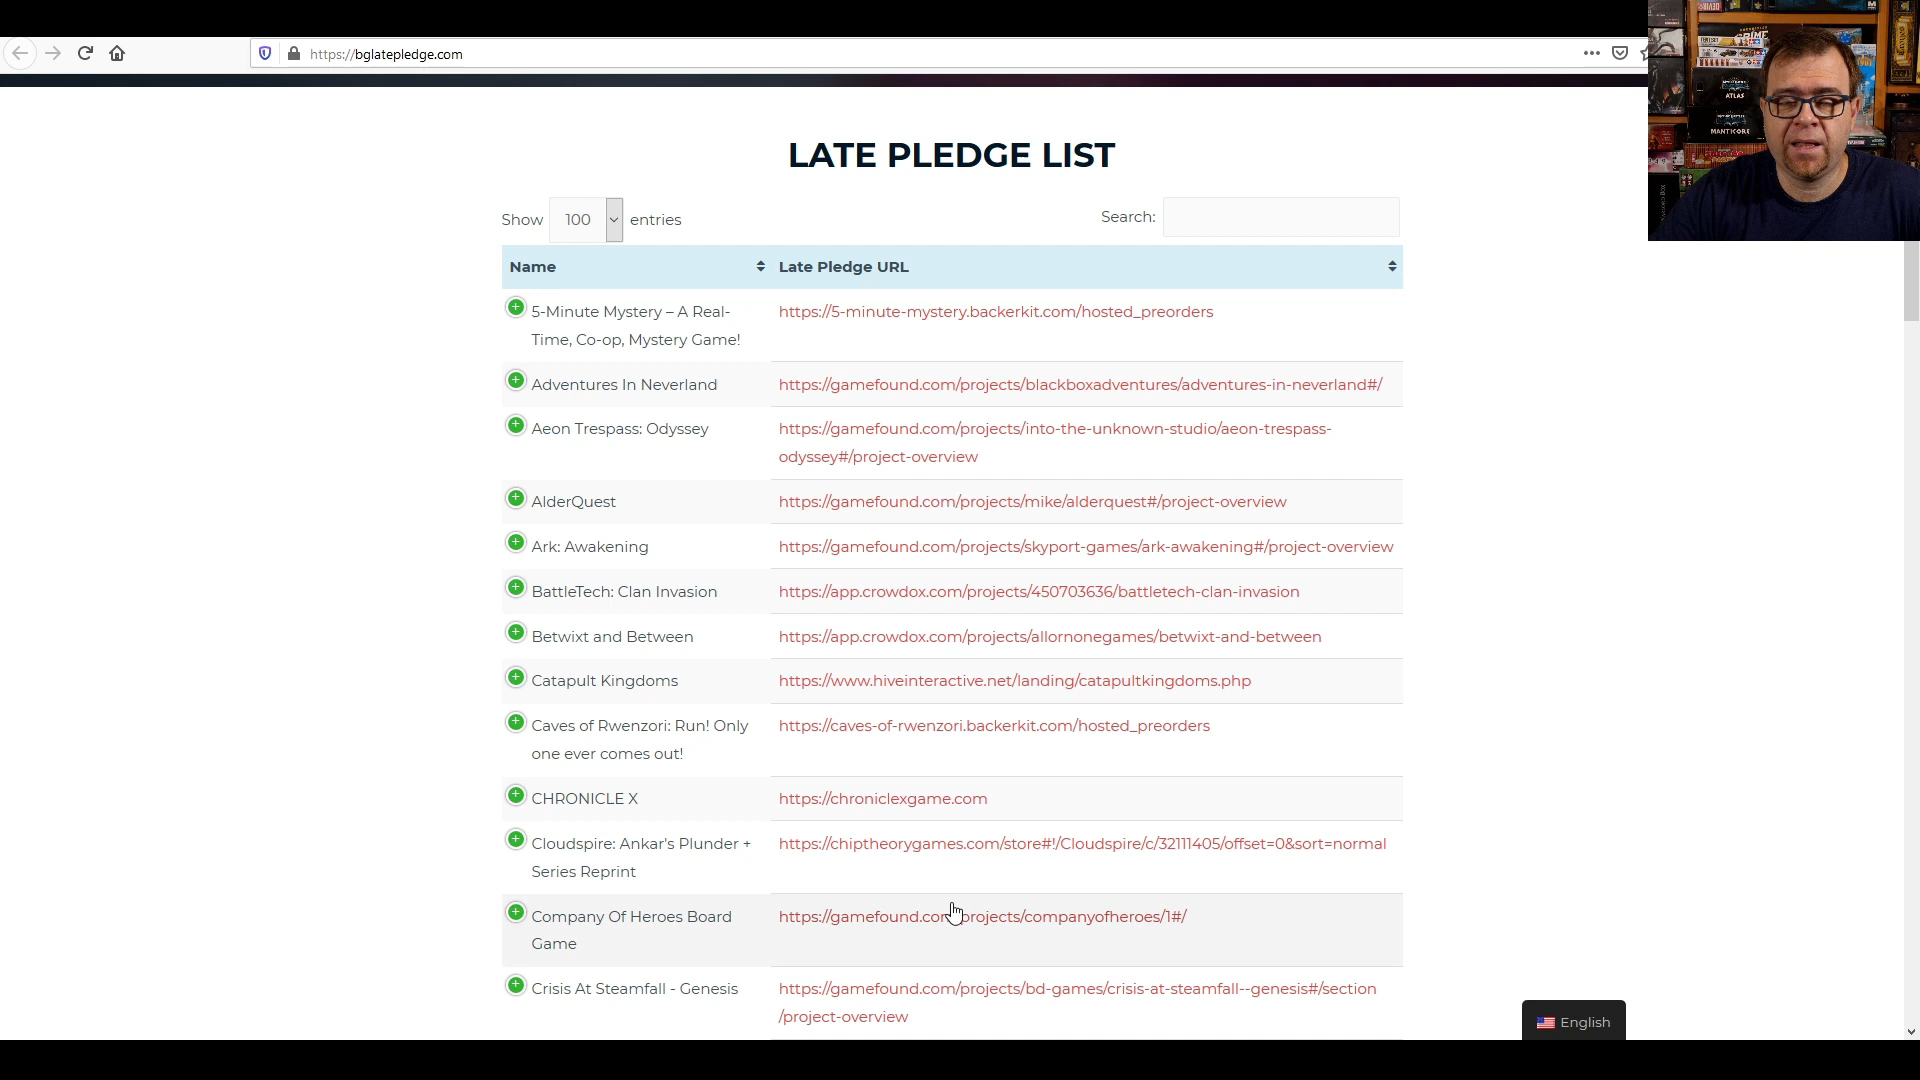 https://bglatepledge.com
LATE PLEDGE LIST
Show 100 entries
Search:
Name
Late Pledge URL
5-Minute Mystery – A Real-
Time, Co-op, Mystery Game!
https://5-minute-mystery.backerkit.com/hosted_preorders
Adventures In Neverland
https://gamefound.com/projects/blackboxadventures/adventures-in-neverland#/
Aeon Trespass: Odyssey
https://gamefound.com/projects/into-the-unknown-studio/aeon-trespass-
odyssey#/project-overview
AlderQuest
https://gamefound.com/projects/mike/alderquest#/project-overview
Ark: Awakening
https://gamefound.com/projects/skyport-games/ark-awakening#/project-overview
BattleTech: Clan Invasion
https://app.crowdox.com/projects/450703636/battletech-clan-invasion
Betwixt and Between
https://app.crowdox.com/projects/allornonegames/betwixt-and-between
Catapult Kingdoms
https://www.hiveinteractive.net/landing/catapultkingdoms.php
Caves of Rwenzori: Run! Only
one ever comes out!
https://caves-of-rwenzori.backerkit.com/hosted_preorders
CHRONICLE X
https://chroniclexgame.com
Cloudspire: Ankar's Plunder +
Series Reprint
https://chiptheorygames.com/store#!/Cloudspire/c/32111405/offset=0&sort=normal
Company Of Heroes Board
Game
https://gamefound.com/projects/companyofheroes/1#/
Crisis At Steamfall - Genesis
https://gamefound.com/projects/bd-games/crisis-at-steamfall--genesis#/section
/project-overview
English
ATLAS
MANTICORE